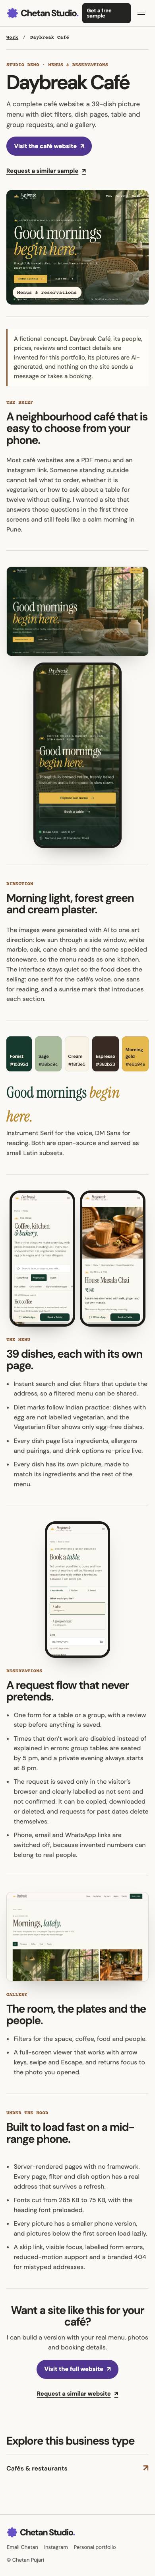 Chetan Studio.
Get a free
sample
Work / Daybreak Café
STUDIO DEMO · MENUS & RESERVATIONS
Daybreak Café
A complete café website: a 39-dish picture
menu with diet filters, dish pages, table and
group requests, and a gallery.
Visit the café website
Request a similar sample
Good mornings
begin here.
Menus & reservations
A fictional concept. Daybreak Café, its people,
prices, reviews and contact details are
invented for this portfolio, its pictures are AI-
generated, and nothing on the site sends a
message or takes a booking.
THE BRIEF
A neighbourhood café that is
easy to choose from your
phone.
Most café websites are a PDF menu and an
Instagram link. Someone standing outside
cannot tell what to order, whether it is
vegetarian, or how to ask about a table for
twelve without calling. I wanted a site that
answers those questions in the first two
screens and still feels like a calm morning in
Pune.
Good mornings
begin here.
Daybreak
Good mornings
begin here.
Thoughtfully brewed coffee, honest, hearty
favourites and a time and space to slow down.
Explore our menu
Book a table
DIRECTION
Morning light, forest green
and cream plaster.
The images were generated with AI to one art
direction: low sun through a side window, white
marble, oak, cane chairs and the same speckled
stoneware, so the menu reads as one kitchen.
The interface stays quiet so the food does the
selling: one serif for the café's voice, one sans
for reading, and a sunrise mark that introduces
each section.
Forest
#15392d
Sage
#a8bc9c
Cream
#f9f3e5
Espresso
#382b23
Morning
gold
#e6b94e
Good mornings begin
here.
Instrument Serif for the voice, DM Sans for
reading. Both are open-source and served as
small Latin subsets.
Coffee, kitchen
& bakery.
Hot coffee
House Masala Chai
THE MENU
39 dishes, each with its own
page.
Instant search and diet filters that update the
address, so a filtered menu can be shared.
Diet marks follow Indian practice: dishes with
egg are not labelled vegetarian, and the
Vegetarian filter shows only egg-free dishes.
Every dish page lists ingredients, allergens
and pairings, and drink options re-price live.
Every dish has its own picture, made to
match its ingredients and the rest of the
menu.
Book a table.
RESERVATIONS
A request flow that never
pretends.
One form for a table or a group, with a review
step before anything is saved.
Times that don't work are disabled instead of
explained in errors: group tables are seated
by 5 pm, and a private evening always starts
at 8 pm.
The request is saved only in the visitor's
browser and clearly labelled as not sent and
not confirmed. It can be copied, downloaded
or deleted, and requests for past dates delete
themselves.
Phone, email and WhatsApp links are
switched off, because invented numbers can
belong to real people.
Mornings, lately.
GALLERY
The room, the plates and the
people.
Filters for the space, coffee, food and people.
A full-screen viewer that works with arrow
keys, swipe and Escape, and returns focus to
the photo you opened.
UNDER THE HOOD
Built to load fast on a mid-
range phone.
Server-rendered pages with no framework.
Every page, filter and dish option has a real
address that survives a refresh.
Fonts cut from 265 KB to 75 KB, with the
heading font preloaded.
Every picture has a smaller phone version,
and pictures below the first screen load lazily.
A skip link, visible focus, labelled form errors,
reduced-motion support and a branded 404
for mistyped addresses.
Want a site like this for your
café?
I can build a version with your real menu, photos
and booking details.
Visit the full website
Request a similar website
Explore this business type
Cafés & restaurants
Chetan Studio.
Email Chetan Instagram Personal portfolio
© Chetan Pujari